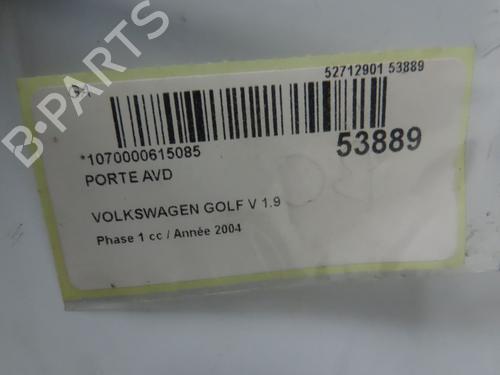 52712901 53889
*1070000615085
53889
PORTE AVD
VOLKSWAGEN GOLF V 1.9
Phase 1 cc / Année 2004
B-PARTS